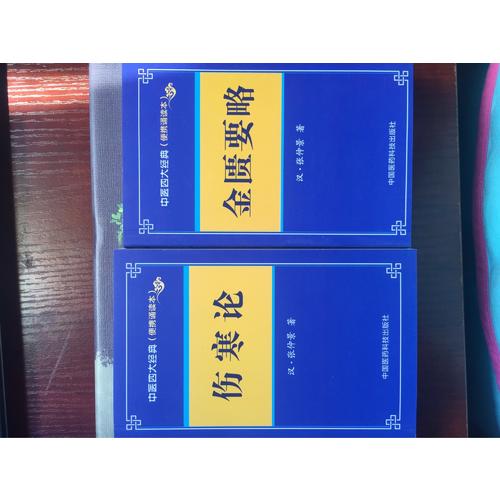 中医四大经典（便携诵读本）
金匮要略
汉·张仲景 著
中国医药科技出版社
中医四大经典（便携诵读本）
伤寒论
汉·张仲景 著
中国医药科技出版社